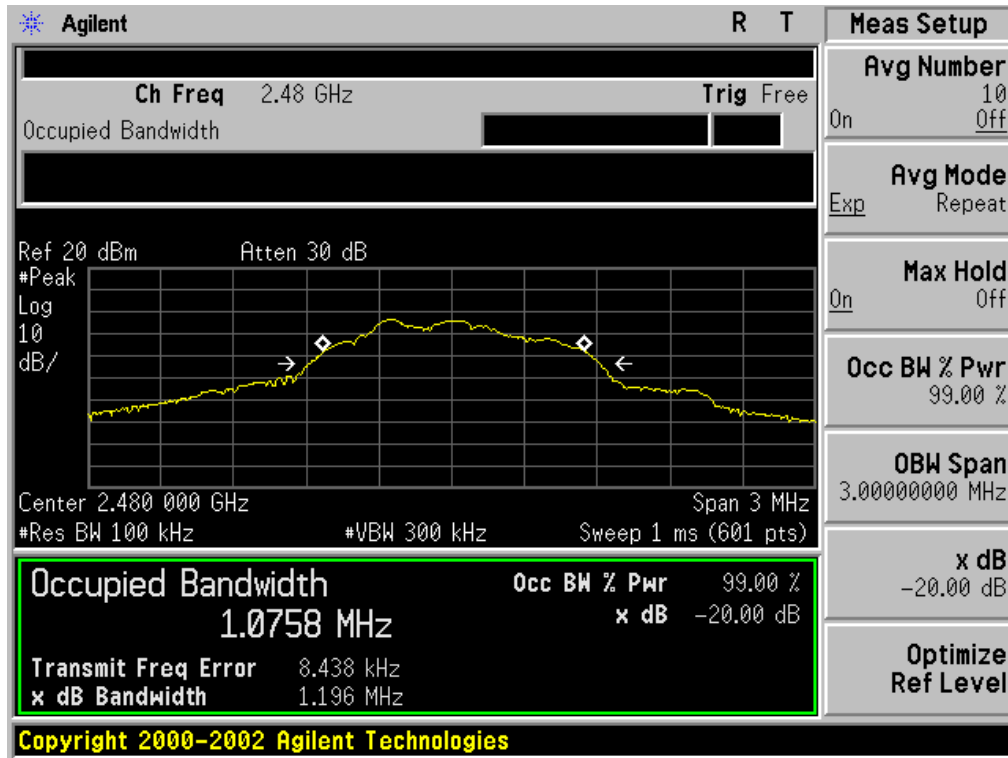 Agilent R T
Ch Freq 2.48 GHz Trig Free
Occupied Bandwidth
Ref 20 dBm Atten 30 dB
#Peak
Log
10
dB/
Center 2.480 000 GHz Span 3 MHz
#Res BW 100 kHz #VBW 300 kHz Sweep 1 ms (601 pts)
Occupied Bandwidth Occ BW % Pwr 99.00 %
1.0758 MHz x dB -20.00 dB
Transmit Freq Error 8.438 kHz
x dB Bandwidth 1.196 MHz
Copyright 2000-2002 Agilent Technologies
Meas Setup
Avg Number
10
On Off
Avg Mode
Exp Repeat
Max Hold
On Off
Occ BW % Pwr
99.00 %
OBW Span
3.00000000 MHz
x dB
-20.00 dB
Optimize
Ref Level